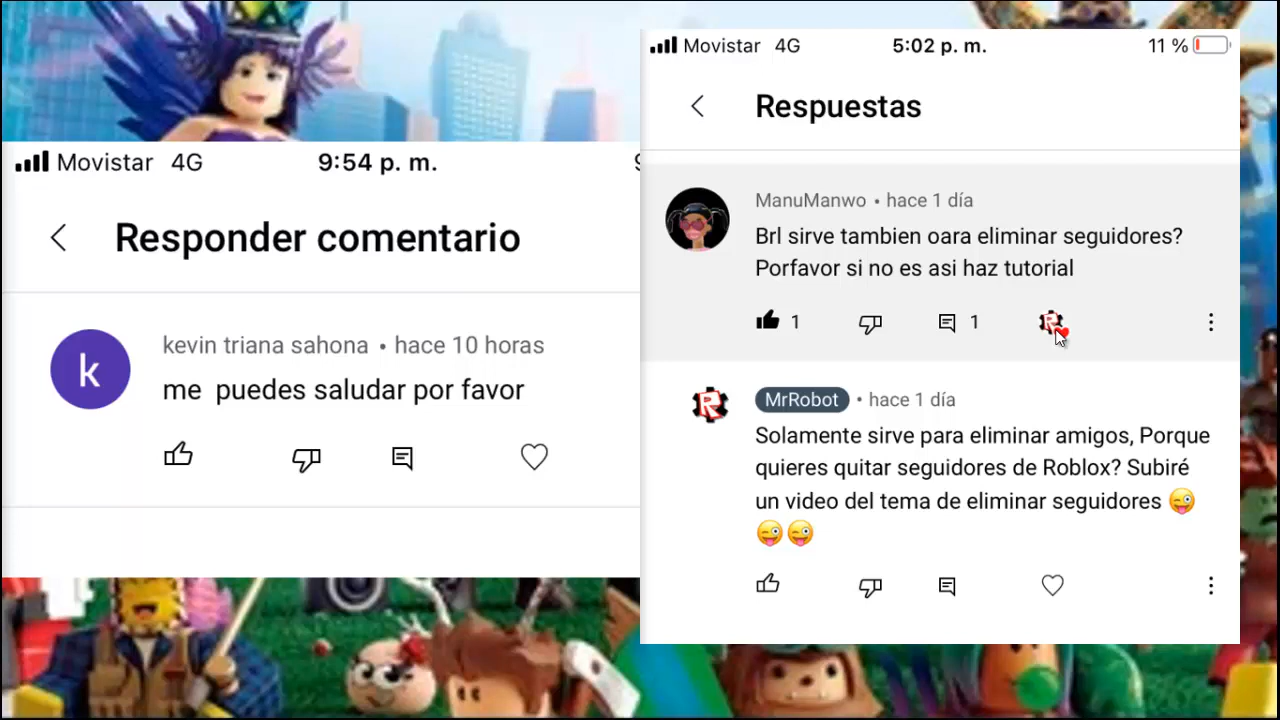 Movistar 4G 9:54 p. m.
Responder comentario
kevin triana sahona • hace 10 horas
me puedes saludar por favor
Movistar 4G 5:02 p. m. 11 %
Respuestas
ManuManwo • hace 1 día
Brl sirve tambien oara eliminar seguidores?
Porfavor si no es asi haz tutorial
1 1
MrRobot • hace 1 día
Solamente sirve para eliminar amigos, Porque
quieres quitar seguidores de Roblox? Subiré
un video del tema de eliminar seguidores 😜
😜😜